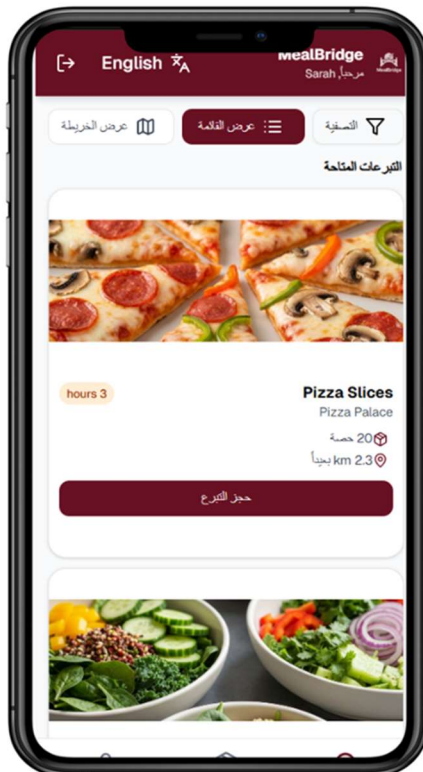 MealBridge
مرحباً, Sarah
English
التصفية
عرض القائمة
عرض الخريطة
التبرعات المتاحة
Pizza Slices
hours 3
Pizza Palace
20 حصة
2.3 km بعيداً
حجز التبرع